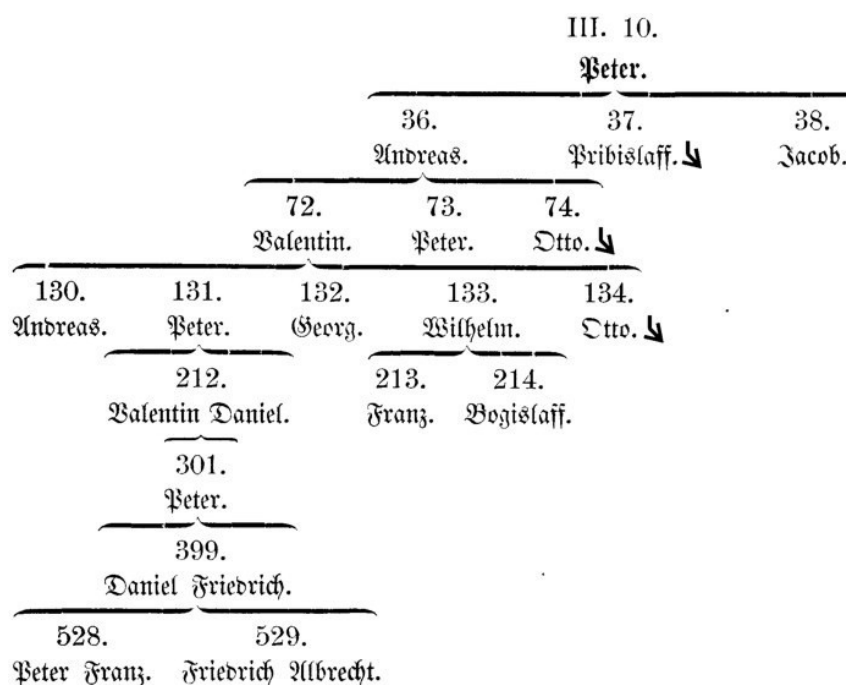 III. 10.
Peter.
36. 37. 38.
Andreas. Pribislaff. Jacob.
72. 73. 74.
Valentin. Peter. Otto.
130. 131. 132. 133. 134.
Andreas. Peter. Georg. Wilhelm. Otto.
212. 213. 214.
Valentin Daniel. Franz. Bogislaff.
301.
Peter.
399.
Daniel Friedrich.
528. 529.
Peter Franz. Friedrich Albrecht.